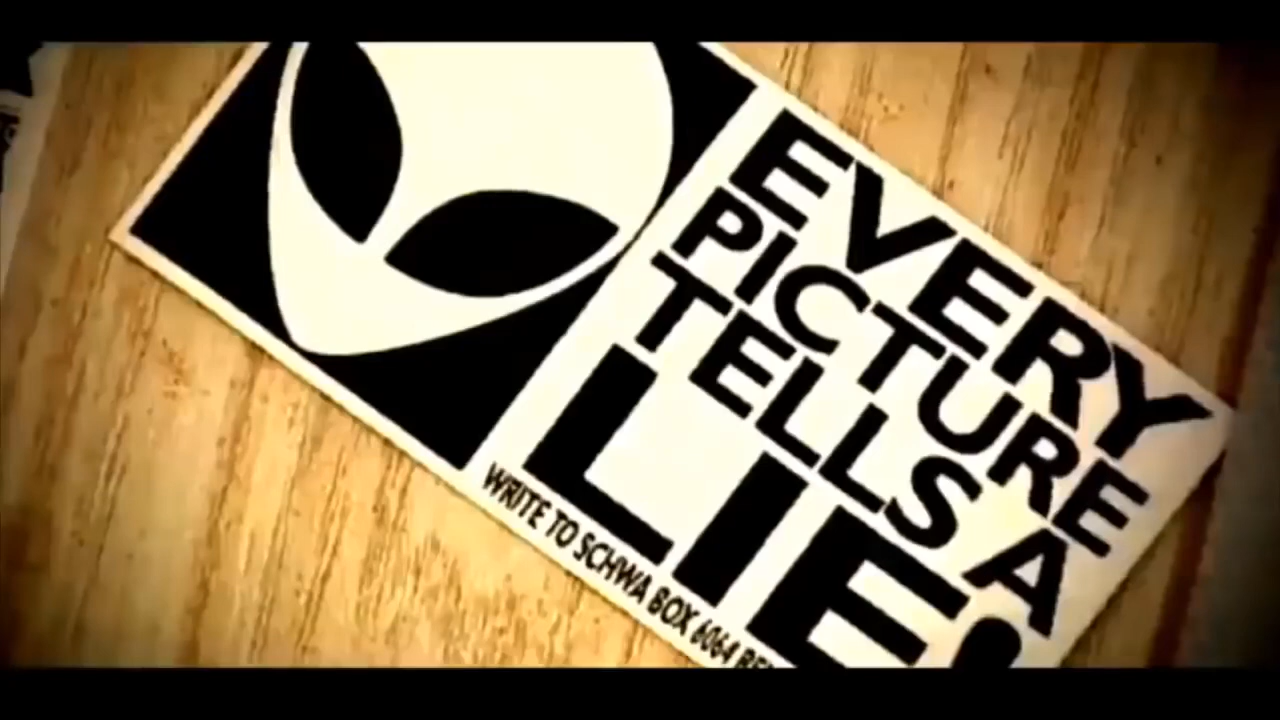 EVERY
PICTURE
TELLS A
LIE!
WRITE TO SCHWA BOX 6064